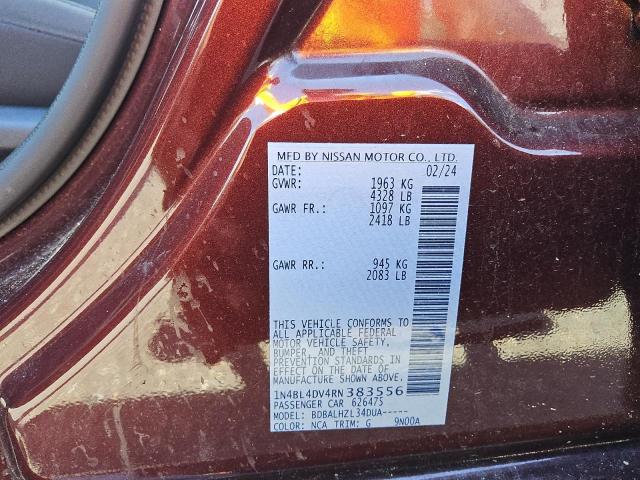 MFD BY NISSAN MOTOR CO., LTD.
DATE: 02/24
GVWR: 1963 KG
4328 LB
GAWR FR.: 1097 KG
2418 LB
GAWR RR.: 945 KG
2083 LB
THIS VEHICLE CONFORMS TO
ALL APPLICABLE FEDERAL
MOTOR VEHICLE SAFETY,
BUMPER, AND THEFT
PREVENTION STANDARDS IN
EFFECT ON THE DATE OF
MANUFACTURE SHOWN ABOVE.
1N4BL4DV4RN383556
PASSENGER CAR 626475
MODEL: BDBALHZL34DUA-----
COLOR: NCA TRIM: G 9N00A